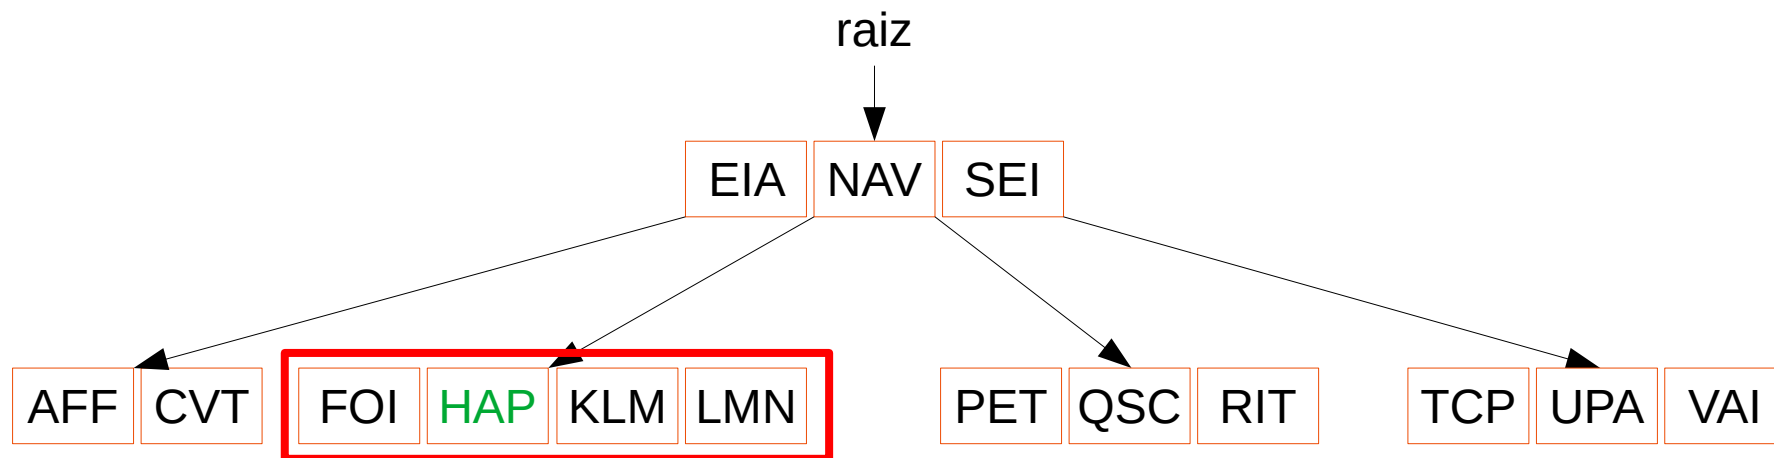 raiz
EIA NAV SEI
AFF CVT FOI HAP KLM LMN PET QSC RIT TCP UPA VAI